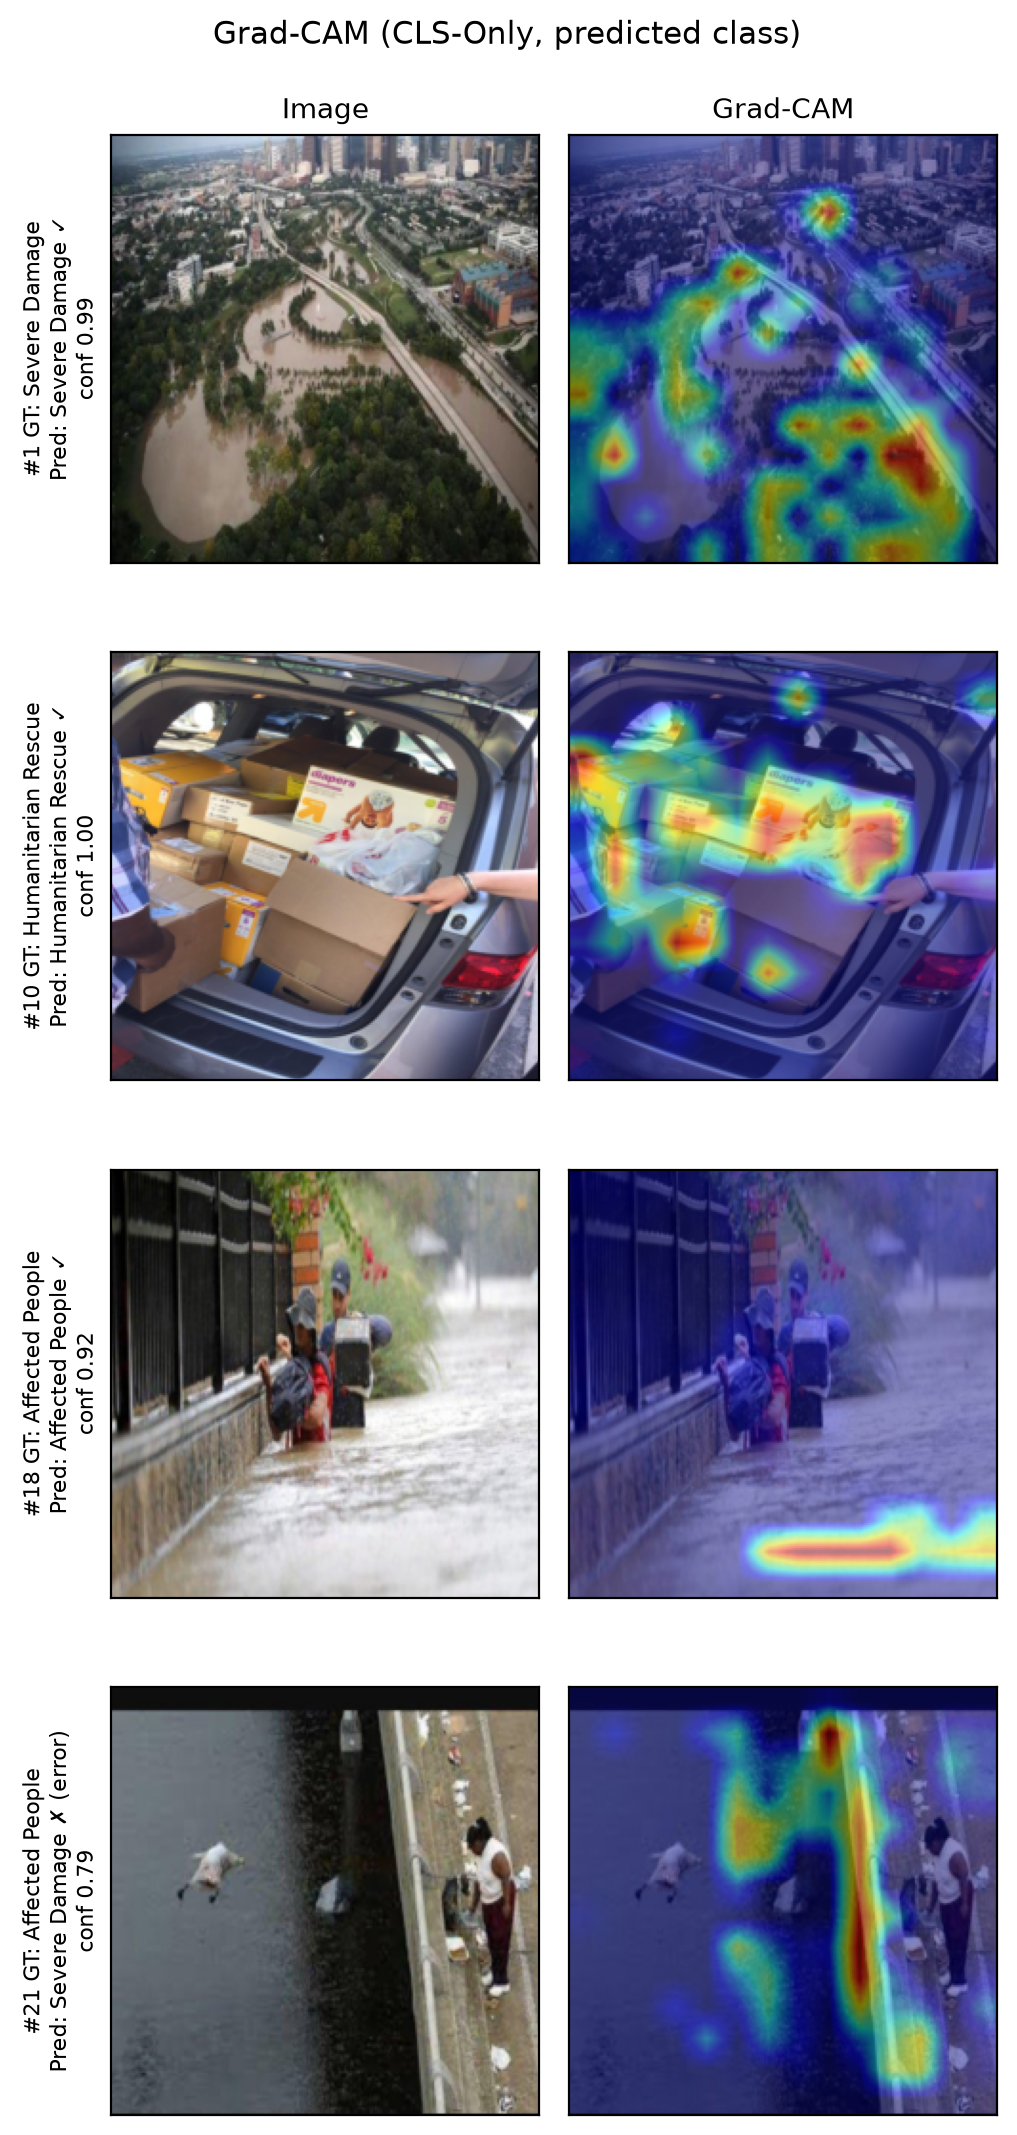 Grad-CAM (CLS-Only, predicted class)
Image
Grad-CAM
#1 GT: Severe Damage
Pred: Severe Damage ✓
conf 0.99
diapers
#10 GT: Humanitarian Rescue
Pred: Humanitarian Rescue ✓
conf 1.00
diapers
#18 GT: Affected People
Pred: Affected People ✓
conf 0.92
#21 GT: Affected People
Pred: Severe Damage ✗ (error)
conf 0.79